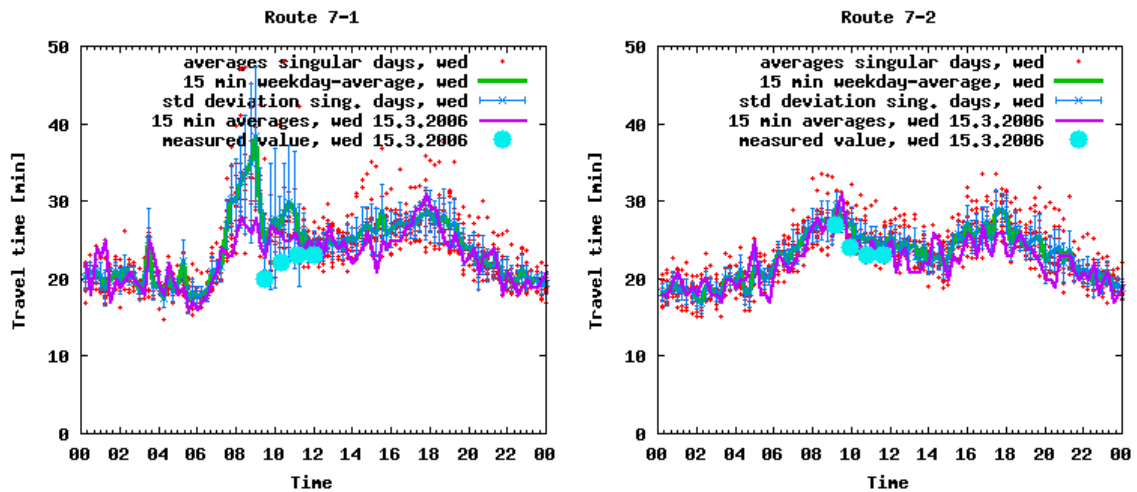 Route 7-1
50
40
30
20
10
0
Travel time [min]
averages singular days, wed
15 min weekday-average, wed
std deviation sing. days, wed
15 min averages, wed 15.3.2006
measured value, wed 15.3.2006
00 02 04 06 08 10 12 14 16 18 20 22 00
Time
Route 7-2
50
40
30
20
10
0
Travel time [min]
averages singular days, wed
15 min weekday-average, wed
std deviation sing. days, wed
15 min averages, wed 15.3.2006
measured value, wed 15.3.2006
00 02 04 06 08 10 12 14 16 18 20 22 00
Time